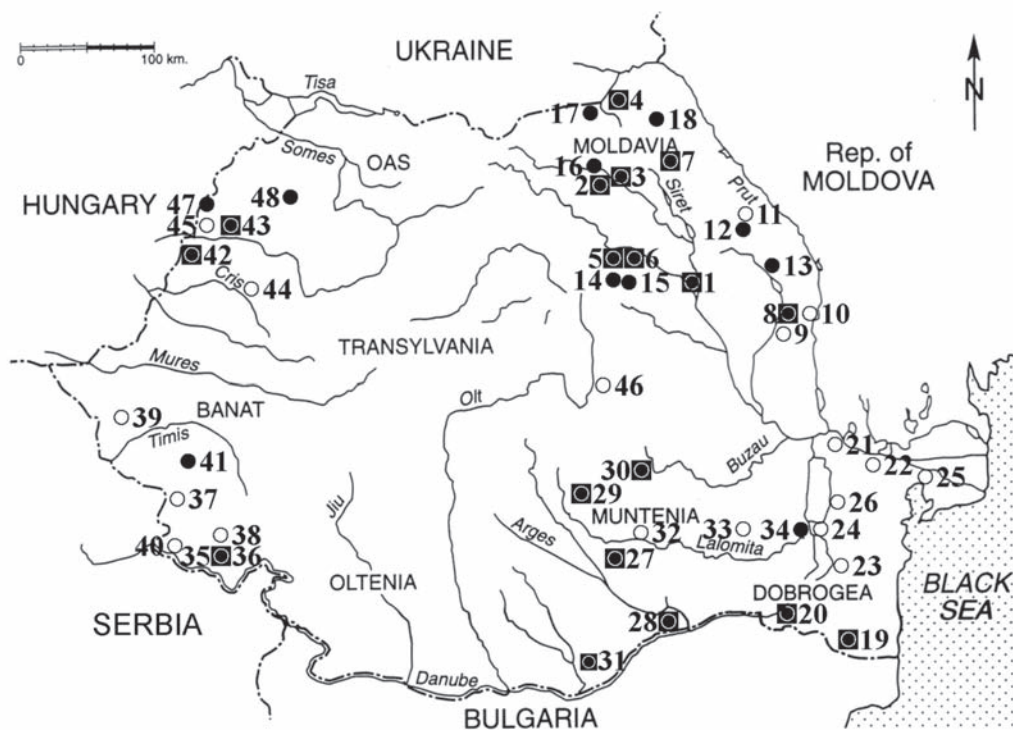 UKRAINE
0
100 km.
Tisa
N
17
4
18
MOLDAVIA
Somes
OAS
16
7
Rep. of
MOLDOVA
2
3
Siret
Prut
HUNGARY
47
48
45
43
11
12
42
5
6
13
Cris
44
14
15
1
8
10
9
TRANSYLVANIA
Mures
46
Olt
39
BANAT
Timis
21
41
30
Buzau
22
25
37
29
26
Jiu
MUNTENIA
38
Arges
32
33
34
24
40
35
36
Lalomita
27
23
OLTENIA
DOBROGEA
BLACK
SEA
SERBIA
28
20
19
31
Danube
BULGARIA